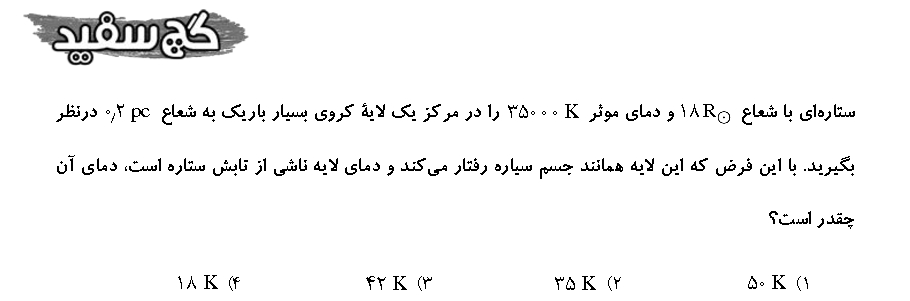 گچ سفید
ستاره‌ای با شعاع ۱۸R⊙ و دمای موثر ۳۵۰۰۰ K را در مرکز یک لایهٔ کروی بسیار باریک به شعاع ۰٫۲ pc درنظر
بگیرید. با این فرض که این لایه همانند جسم سیاره رفتار می‌کند و دمای لایه ناشی از تابش ستاره است، دمای آن
چقدر است؟
۱) ۵۰ K ۲) ۳۵ K ۳) ۴۲ K ۴) ۱۸ K